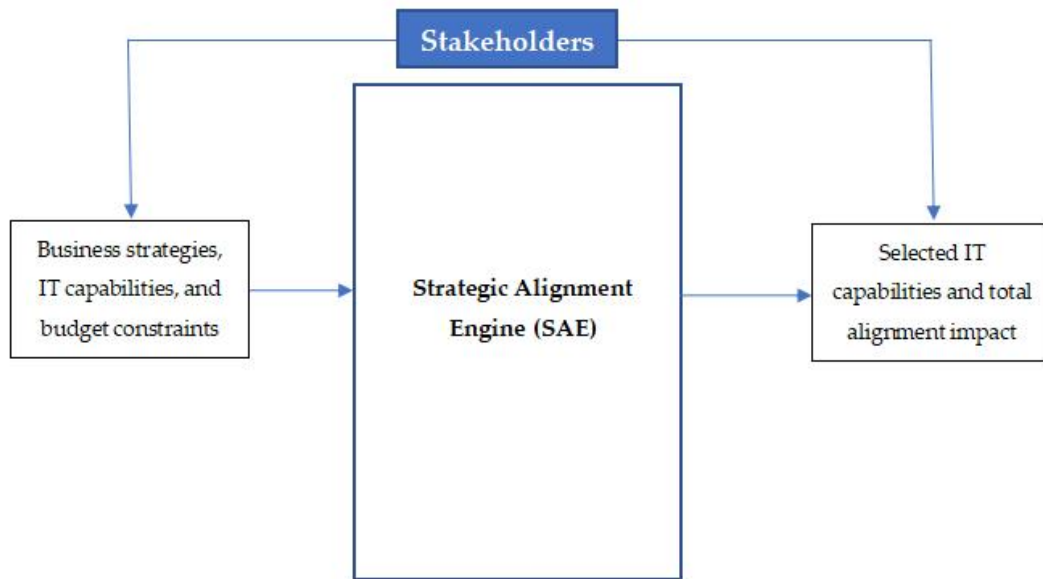 Stakeholders
Business strategies,
IT capabilities, and
budget constraints
Strategic Alignment
Engine (SAE)
Selected IT
capabilities and total
alignment impact